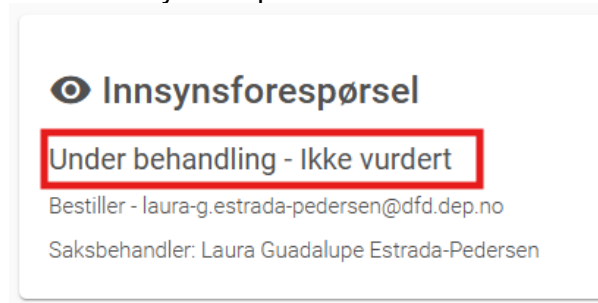 Innsynsforespørsel
Under behandling - Ikke vurdert
Bestiller - laura-g.estrada-pedersen@dfd.dep.no
Saksbehandler: Laura Guadalupe Estrada-Pedersen